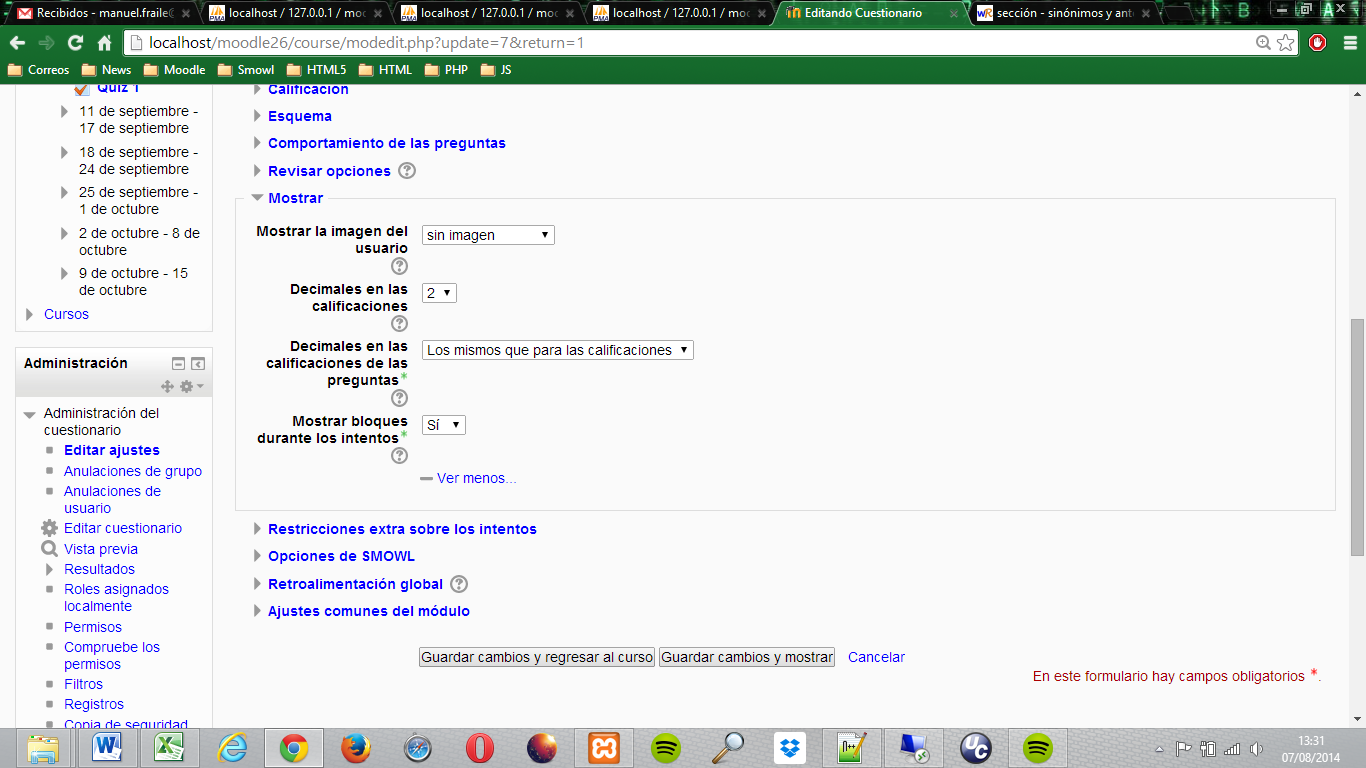 Recibidos - manuel.fraile@
localhost / 127.0.0.1 / moo
localhost / 127.0.0.1 / moo
localhost / 127.0.0.1 / moo
Editando Cuestionario
sección - sinónimos y anto
localhost/moodle26/course/modedit.php?update=7&return=1
Correos
News
Moodle
Smowl
HTML5
HTML
PHP
JS
Quiz 1
11 de septiembre -
17 de septiembre
18 de septiembre -
24 de septiembre
25 de septiembre -
1 de octubre
2 de octubre - 8 de
octubre
9 de octubre - 15
de octubre
Cursos
Administración
Administración del
cuestionario
Editar ajustes
Anulaciones de grupo
Anulaciones de
usuario
Editar cuestionario
Vista previa
Resultados
Roles asignados
localmente
Permisos
Compruebe los
permisos
Filtros
Registros
Copia de seguridad
Calificación
Esquema
Comportamiento de las preguntas
Revisar opciones
Mostrar
Mostrar la imagen del
usuario
sin imagen
Decimales en las
calificaciones
2
Decimales en las
calificaciones de las
preguntas*
Los mismos que para las calificaciones
Mostrar bloques
durante los intentos*
Sí
Ver menos...
Restricciones extra sobre los intentos
Opciones de SMOWL
Retroalimentación global
Ajustes comunes del módulo
Guardar cambios y regresar al curso
Guardar cambios y mostrar
Cancelar
En este formulario hay campos obligatorios *.
13:31
07/08/2014